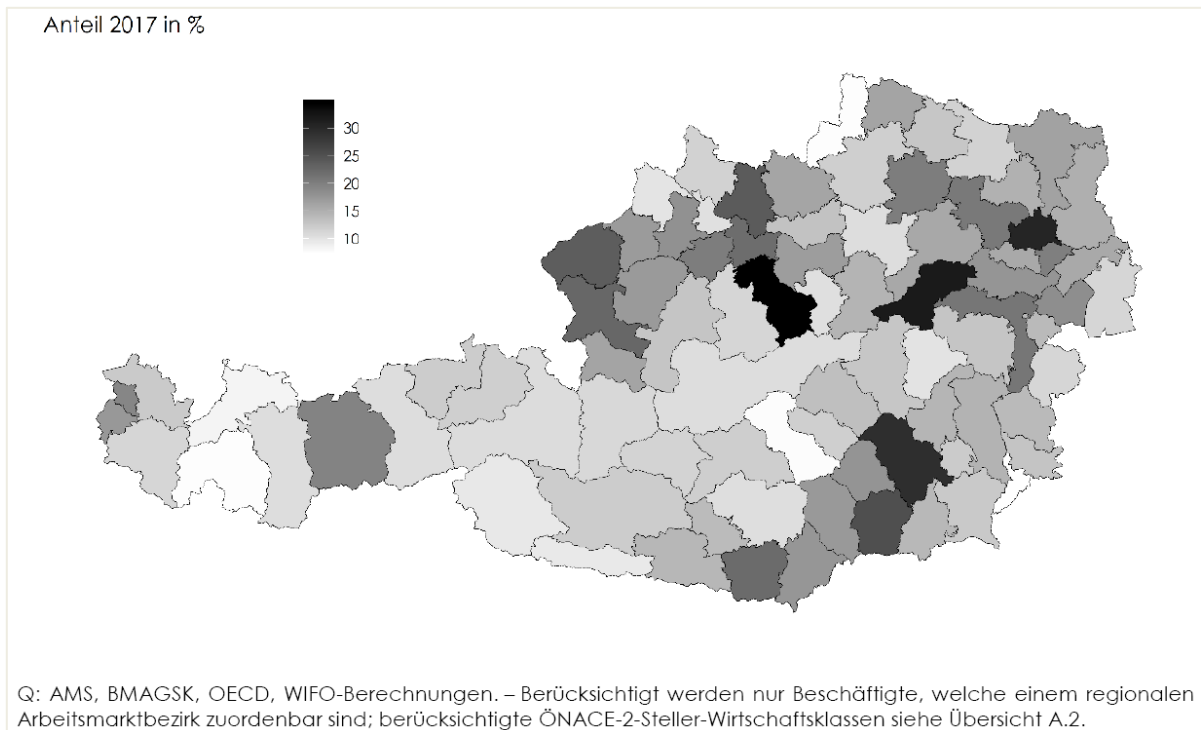 Anteil 2017 in %
30
25
20
15
10
Q: AMS, BMAGSK, OECD, WIFO-Berechnungen. – Berücksichtigt werden nur Beschäftigte, welche einem regionalen
Arbeitsmarktbezirk zuordenbar sind; berücksichtigte ÖNACE-2-Steller-Wirtschaftsklassen siehe Übersicht A.2.